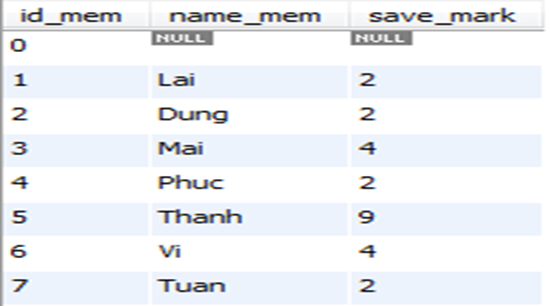 id_mem name_mem save_mark
0 NULL NULL
1 Lai 2
2 Dung 2
3 Mai 4
4 Phuc 2
5 Thanh 9
6 Vi 4
7 Tuan 2